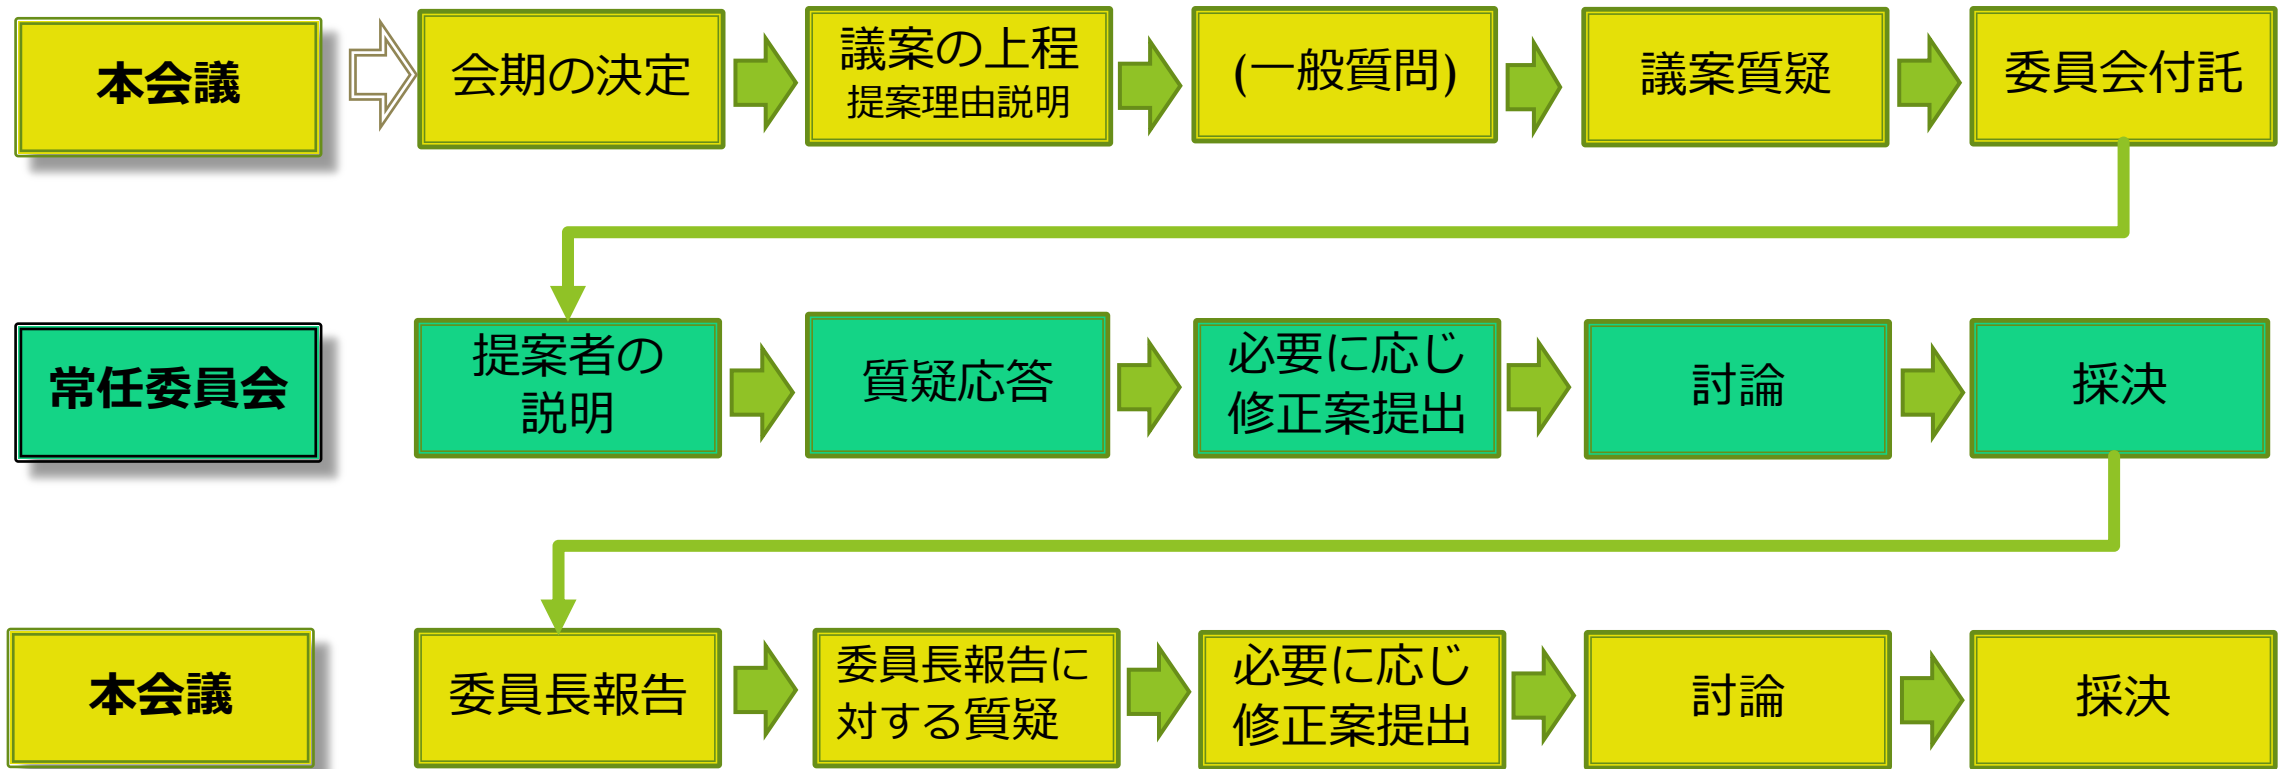 本会議
会期の決定
議案の上程
提案理由説明
(一般質問)
議案質疑
委員会付託
常任委員会
提案者の
説明
質疑応答
必要に応じ
修正案提出
討論
採決
本会議
委員長報告
委員長報告に
対する質疑
必要に応じ
修正案提出
討論
採決